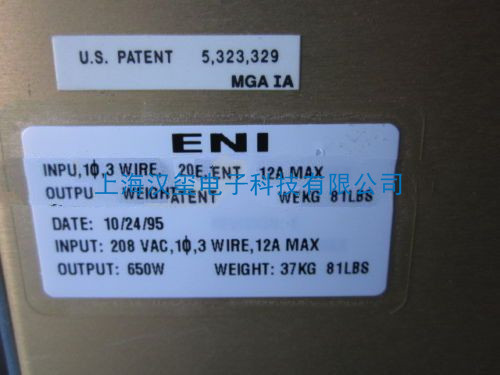 U.S. PATENT 5,323,329
MGA IA
ENI
INPU,1ϕ,3 WIRE, 20E,ENT 12A MAX
上海汉玺电子科技有限公司
OUTPU WEIGHT ATENT WEKG 81LBS
DATE: 10/24/95
INPUT: 208 VAC,1ϕ,3 WIRE,12A MAX
OUTPUT: 650W WEIGHT: 37KG 81LBS